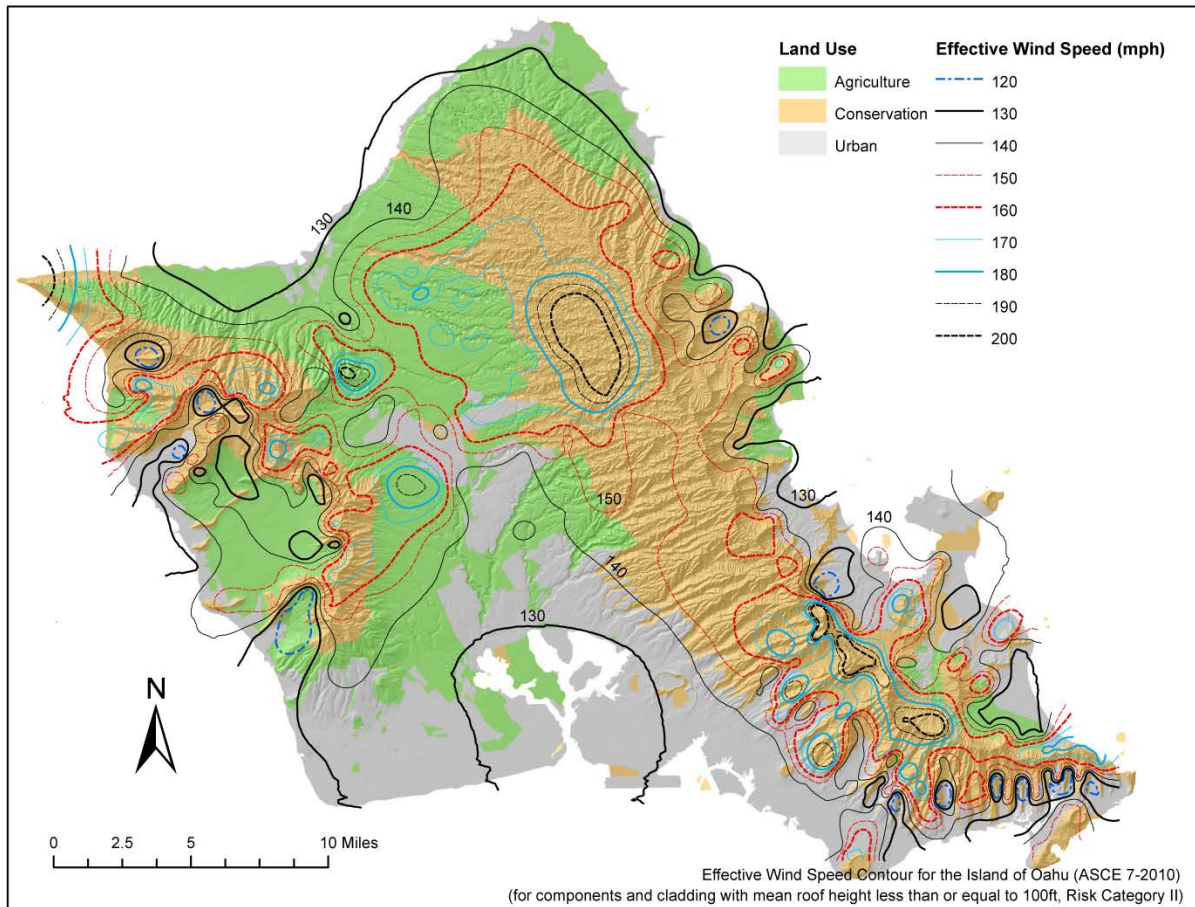 Land Use
Agriculture
Conservation
Urban
Effective Wind Speed (mph)
120
130
140
150
160
170
180
190
200
130
140
150
140
130
130
140
N
0 2.5 5 10 Miles
Effective Wind Speed Contour for the Island of Oahu (ASCE 7-2010)
(for components and cladding with mean roof height less than or equal to 100ft, Risk Category II)